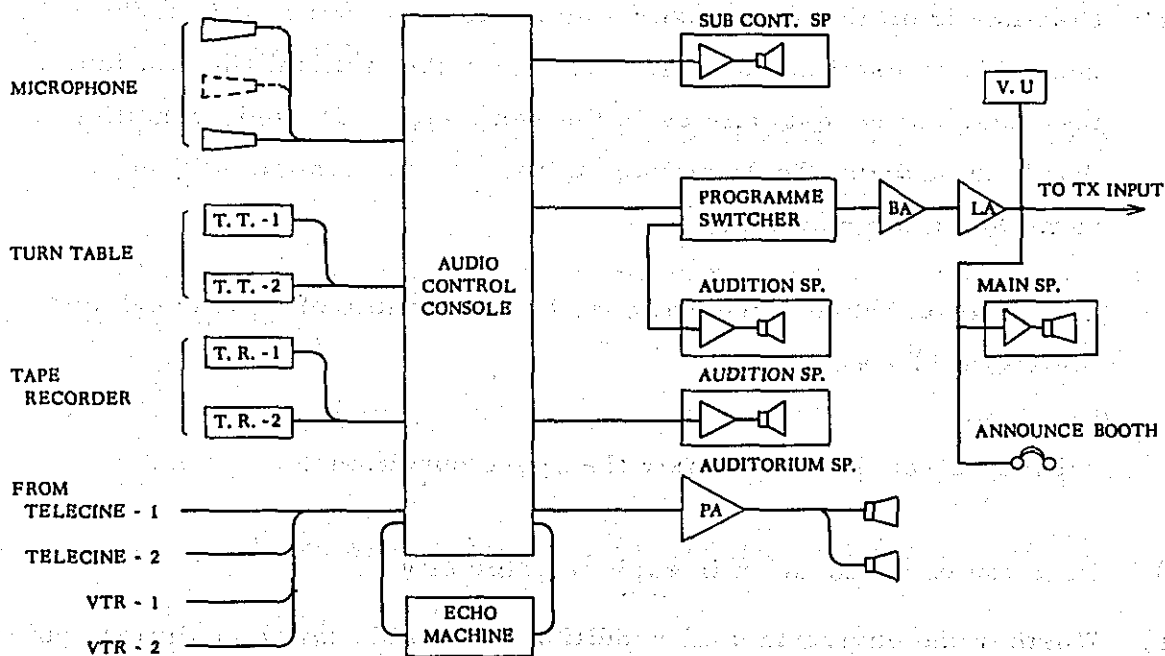 SUB CONT. SP
MICROPHONE
V. U
TO TX INPUT
PROGRAMME
SWITCHER
BA
LA
T. T. -1
TURN TABLE
T. T. -2
AUDIO
CONTROL
CONSOLE
AUDITION SP.
MAIN SP.
T. R. -1
TAPE
RECORDER
T. R. -2
AUDITION SP.
ANNOUNCE BOOTH
AUDITORIUM SP.
PA
FROM
TELECINE - 1
TELECINE - 2
VTR - 1
VTR - 2
ECHO
MACHINE